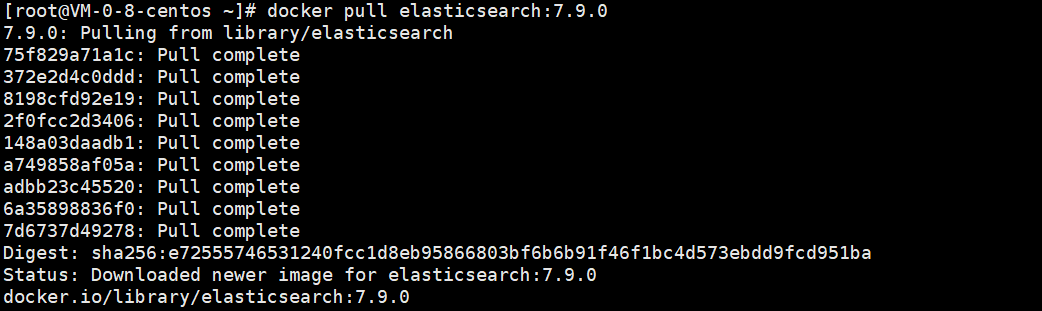 [root@VM-0-8-centos ~]# docker pull elasticsearch:7.9.0
7.9.0: Pulling from library/elasticsearch
75f829a71a1c: Pull complete
372e2d4c0ddd: Pull complete
8198cfd92e19: Pull complete
2f0fcc2d3406: Pull complete
148a03daadb1: Pull complete
a749858af05a: Pull complete
adbb23c45520: Pull complete
6a35898836f0: Pull complete
7d6737d49278: Pull complete
Digest: sha256:e72555746531240fcc1d8eb95866803bf6b6b91f46f1bc4d573ebdd9fcd951ba
Status: Downloaded newer image for elasticsearch:7.9.0
docker.io/library/elasticsearch:7.9.0